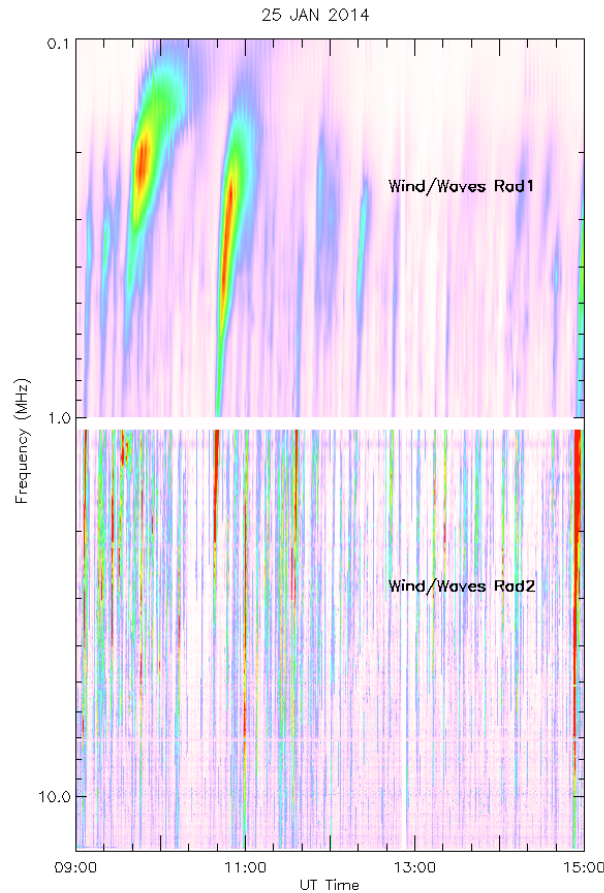 25 JAN 2014
0.1
Wind/Waves Rad1
1.0
Frequency (MHz)
Wind/Waves Rad2
10.0
09:00 11:00 13:00 15:00
UT Time